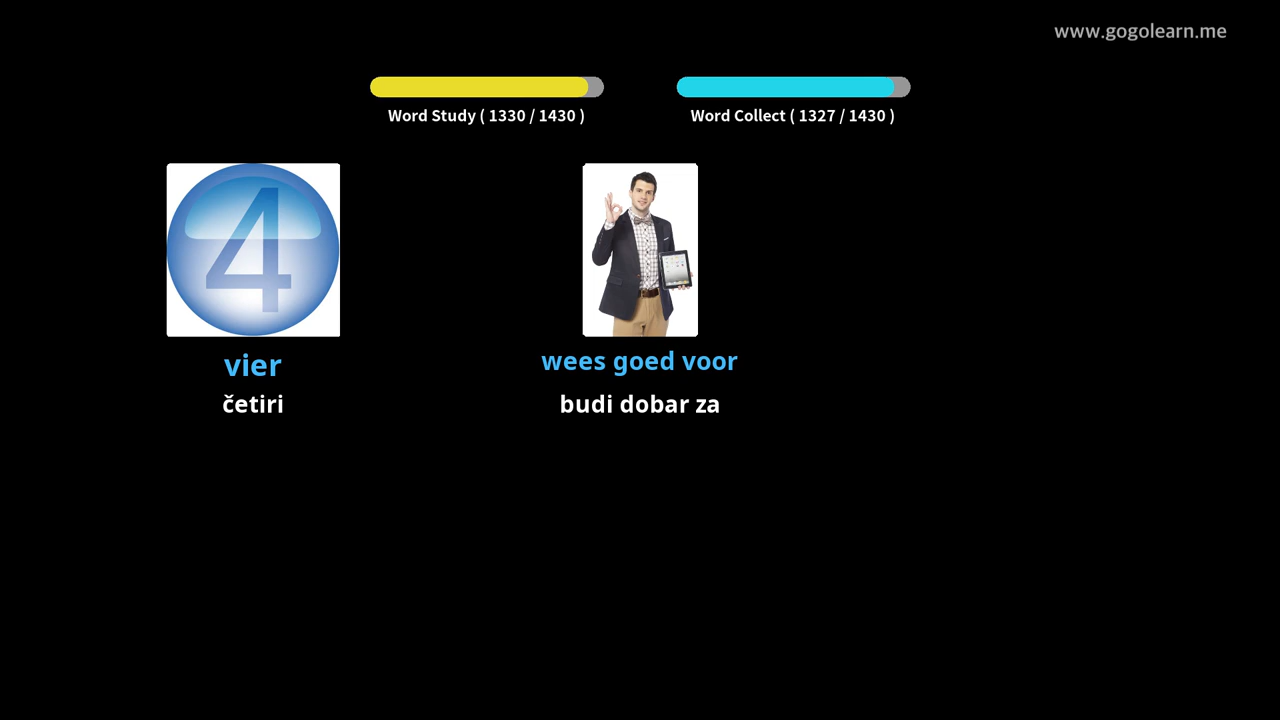 www.gogolearn.me
Word Study ( 1330 / 1430 )
Word Collect ( 1327 / 1430 )
4
vier
wees goed voor
četiri
budi dobar za